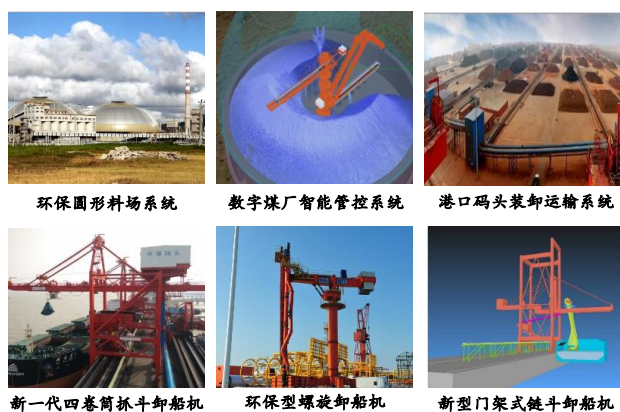 环保圆形料场系统
数字煤厂智能管控系统
港口码头装卸运输系统
新一代四卷筒抓斗卸船机
环保型螺旋卸船机
新型门架式链斗卸船机